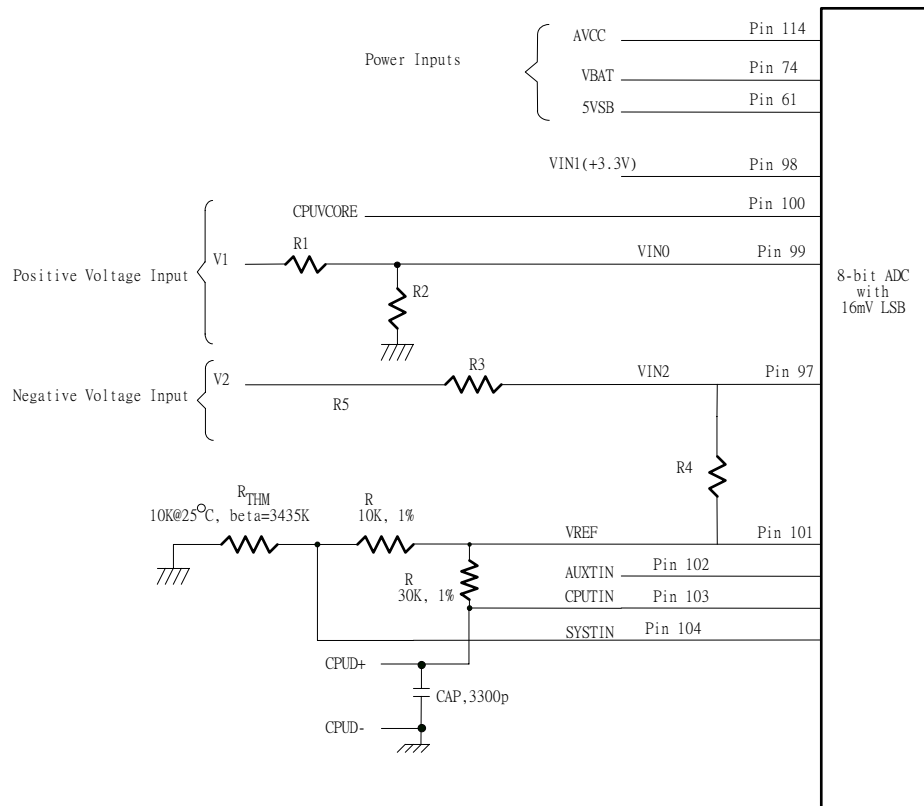 AVCC Pin 114
Power Inputs
VBAT Pin 74
5VSB Pin 61
VIN1(+3.3V) Pin 98
CPUVCORE Pin 100
V1 R1 VIN0 Pin 99
Positive Voltage Input
R2
8-bit ADC
with
16mV LSB
V2 R3 VIN2 Pin 97
Negative Voltage Input
R5
R4
RTHM
10K@25°C, beta=3435K
R
10K, 1%
VREF Pin 101
R
30K, 1%
AUXTIN Pin 102
CPUTIN Pin 103
SYSTIN Pin 104
CPUD+
CAP,3300p
CPUD-